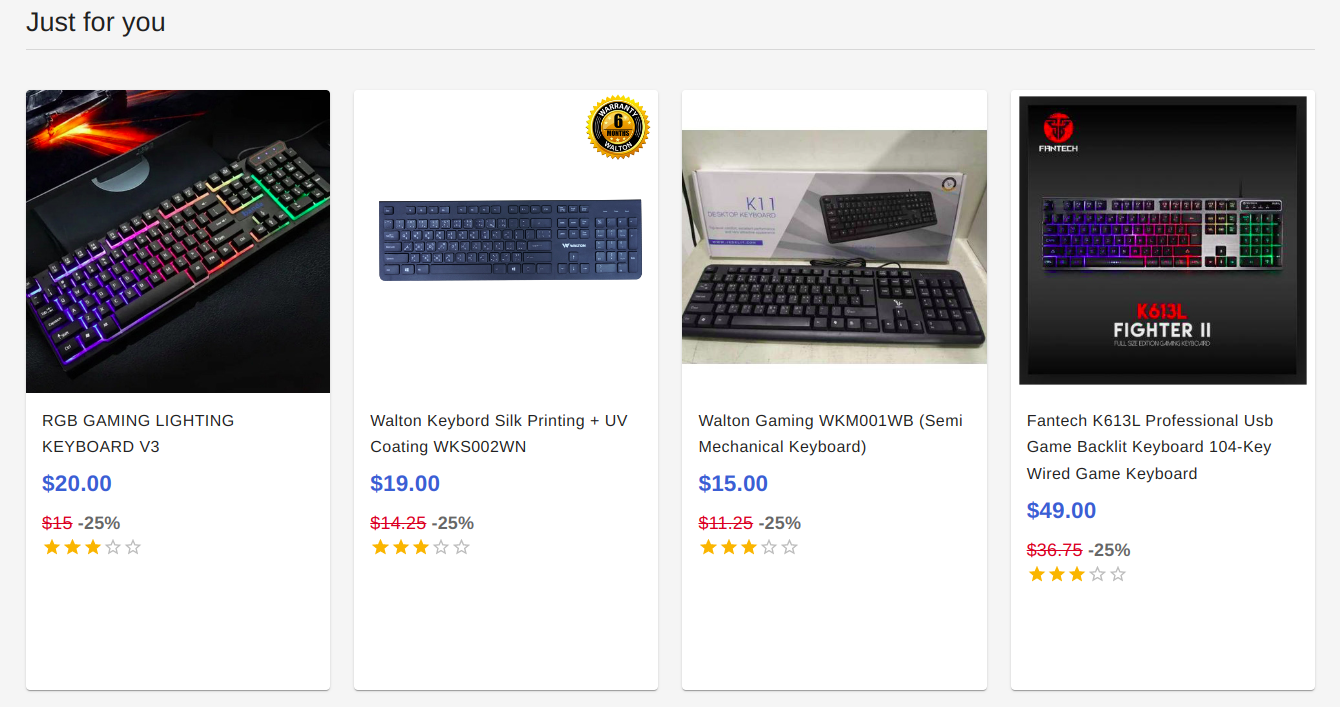 Just for you
WARRANTY
6
MONTHS
WALTON
WALTON
K11
DESKTOP KEYBOARD
FANTECH
K613L
FIGHTER II
FULL SIZE EDITION GAMING KEYBOARD
RGB GAMING LIGHTING
KEYBOARD V3
$20.00
$15 -25%
Walton Keybord Silk Printing + UV
Coating WKS002WN
$19.00
$14.25 -25%
Walton Gaming WKM001WB (Semi
Mechanical Keyboard)
$15.00
$11.25 -25%
Fantech K613L Professional Usb
Game Backlit Keyboard 104-Key
Wired Game Keyboard
$49.00
$36.75 -25%